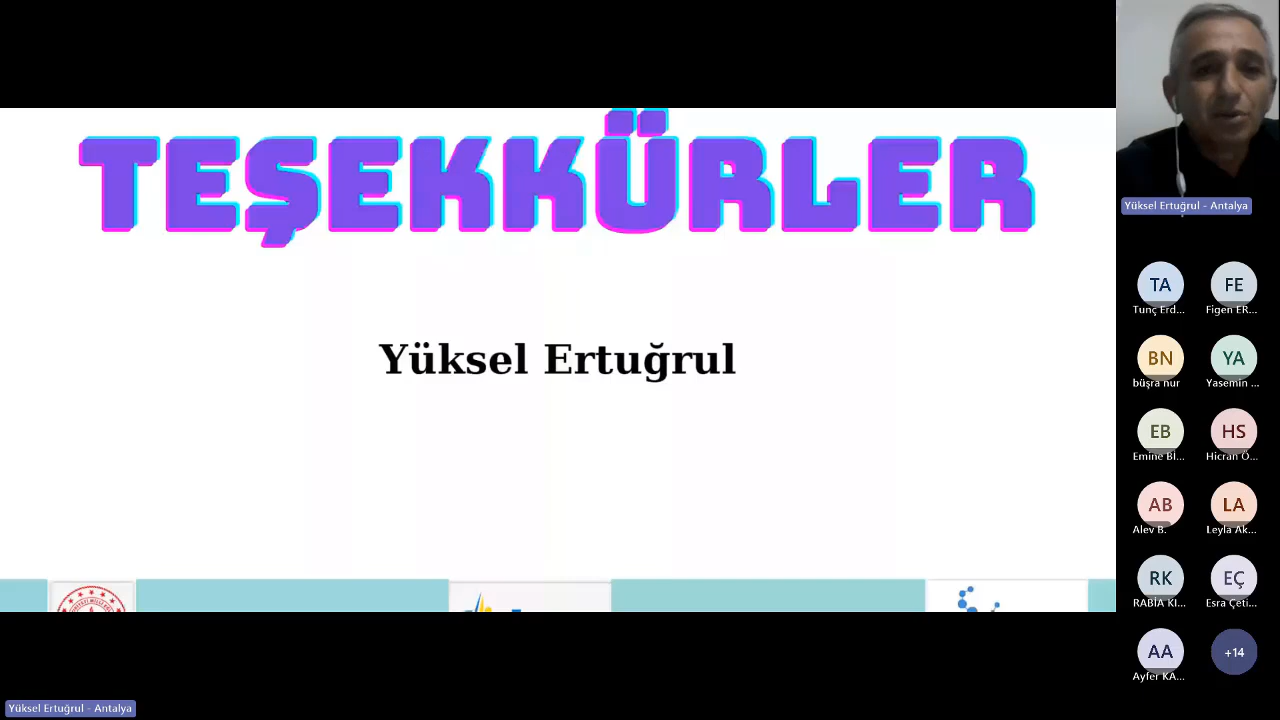 TEŞEKKÜRLER
Yüksel Ertuğrul
Yüksel Ertuğrul - Antalya
TA FE
Tunç Erd... Figen ER...
BN YA
büşra nur Yasemin ...
EB HS
Emine Bİ... Hicran Ö...
AB LA
Alev B. Leyla Ak...
RK EÇ
RABİA KI... Esra Çeti...
AA +14
Ayfer KA...
Yüksel Ertuğrul - Antalya